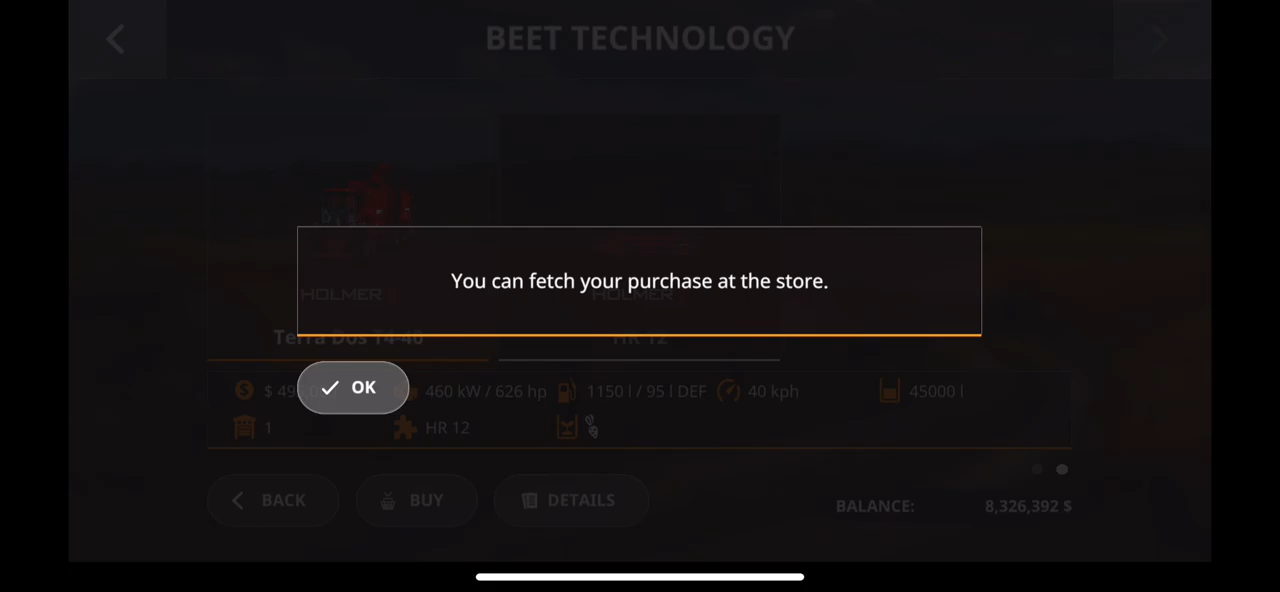 BEET TECHNOLOGY
You can fetch your purchase at the store.
HOLMER
HOLMER
Terra Dos T4-40
HR 12
OK
460 kW / 626 hp
1150 l / 95 l DEF
40 kph
45000 l
1
HR 12
BACK
BUY
DETAILS
BALANCE:
8,326,392 $